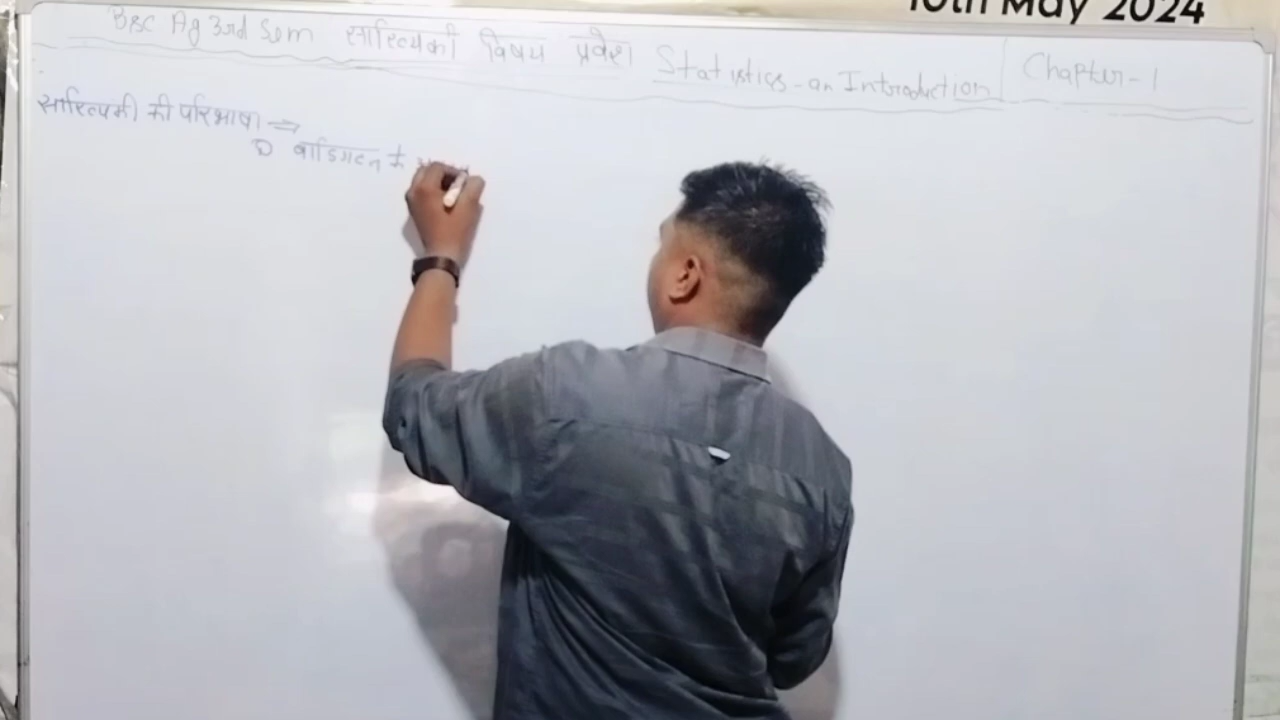 10th May 2024
BSC Ag 3rd Sem सांख्यिकी विषय प्रवेश Statistics - an Introduction Chapter - 1
सांख्यिकी की परिभाषा ⇒
① बाडिंगटन के